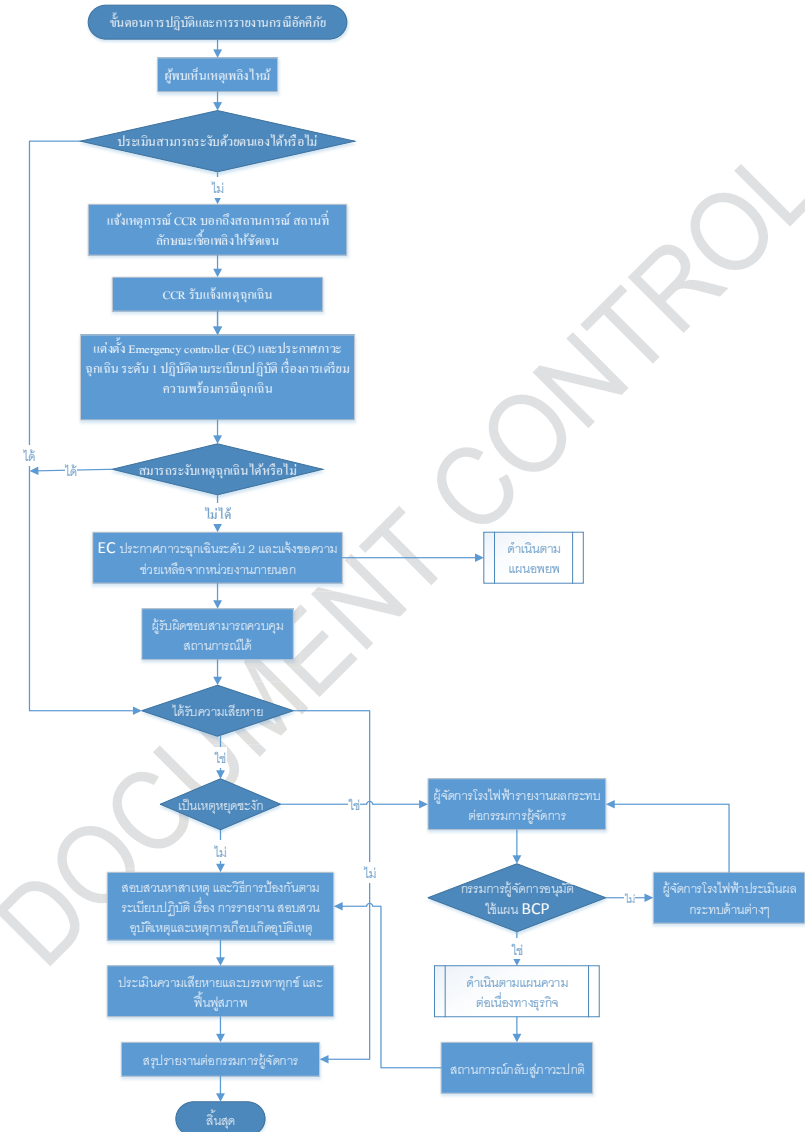 ขั้นตอนการปฏิบัติและการรายงานกรณีอัคคีภัย
ผู้พบเห็นเหตุเพลิงไหม้
ประเมินสามารถระงับด้วยตนเองได้หรือไม่
ไม่
แจ้งเหตุการณ์ CCR บอกถึงสถานการณ์ สถานที่
ลักษณะเชื้อเพลิงให้ชัดเจน
CCR รับแจ้งเหตุฉุกเฉิน
แต่งตั้ง Emergency controller (EC) และประกาศภาวะ
ฉุกเฉิน ระดับ 1 ปฏิบัติตามระเบียบปฏิบัติ เรื่องการเตรียม
ความพร้อมกรณีฉุกเฉิน
ได้
ได้
สมารถระงับเหตุฉุกเฉินได้หรือไม่
ไม่ได้
EC ประกาศภาวะฉุกเฉินระดับ 2 และแจ้งขอความ
ช่วยเหลือจากหน่วยงานภายนอก
ดำเนินตาม
แผนอพยพ
ผู้รับผิดชอบสามารถควบคุม
สถานการณ์ได้
ได้รับความเสียหาย
ใช่
เป็นเหตุหยุดชะงัก
ใช่
ผู้จัดการโรงไฟฟ้ารายงานผลกระทบ
ต่อกรรมการผู้จัดการ
ไม่
ไม่
สอบสวนหาสาเหตุ และวิธีการป้องกันตาม
ระเบียบปฏิบัติ เรื่อง การรายงาน สอบสวน
อุบัติเหตุและเหตุการเกือบเกิดอุบัติเหตุ
กรรมการผู้จัดการอนุมัติ
ใช้แผน BCP
ไม่
ผู้จัดการโรงไฟฟ้าประเมินผล
กระทบด้านต่างๆ
ใช่
ประเมินความเสียหายและบรรเทาทุกข์ และ
ฟื้นฟูสภาพ
ดำเนินตามแผนความ
ต่อเนื่องทางธุรกิจ
สรุปรายงานต่อกรรมการผู้จัดการ
สถานการณ์กลับสู่ภาวะปกติ
สิ้นสุด
DOCUMENT CONTROL